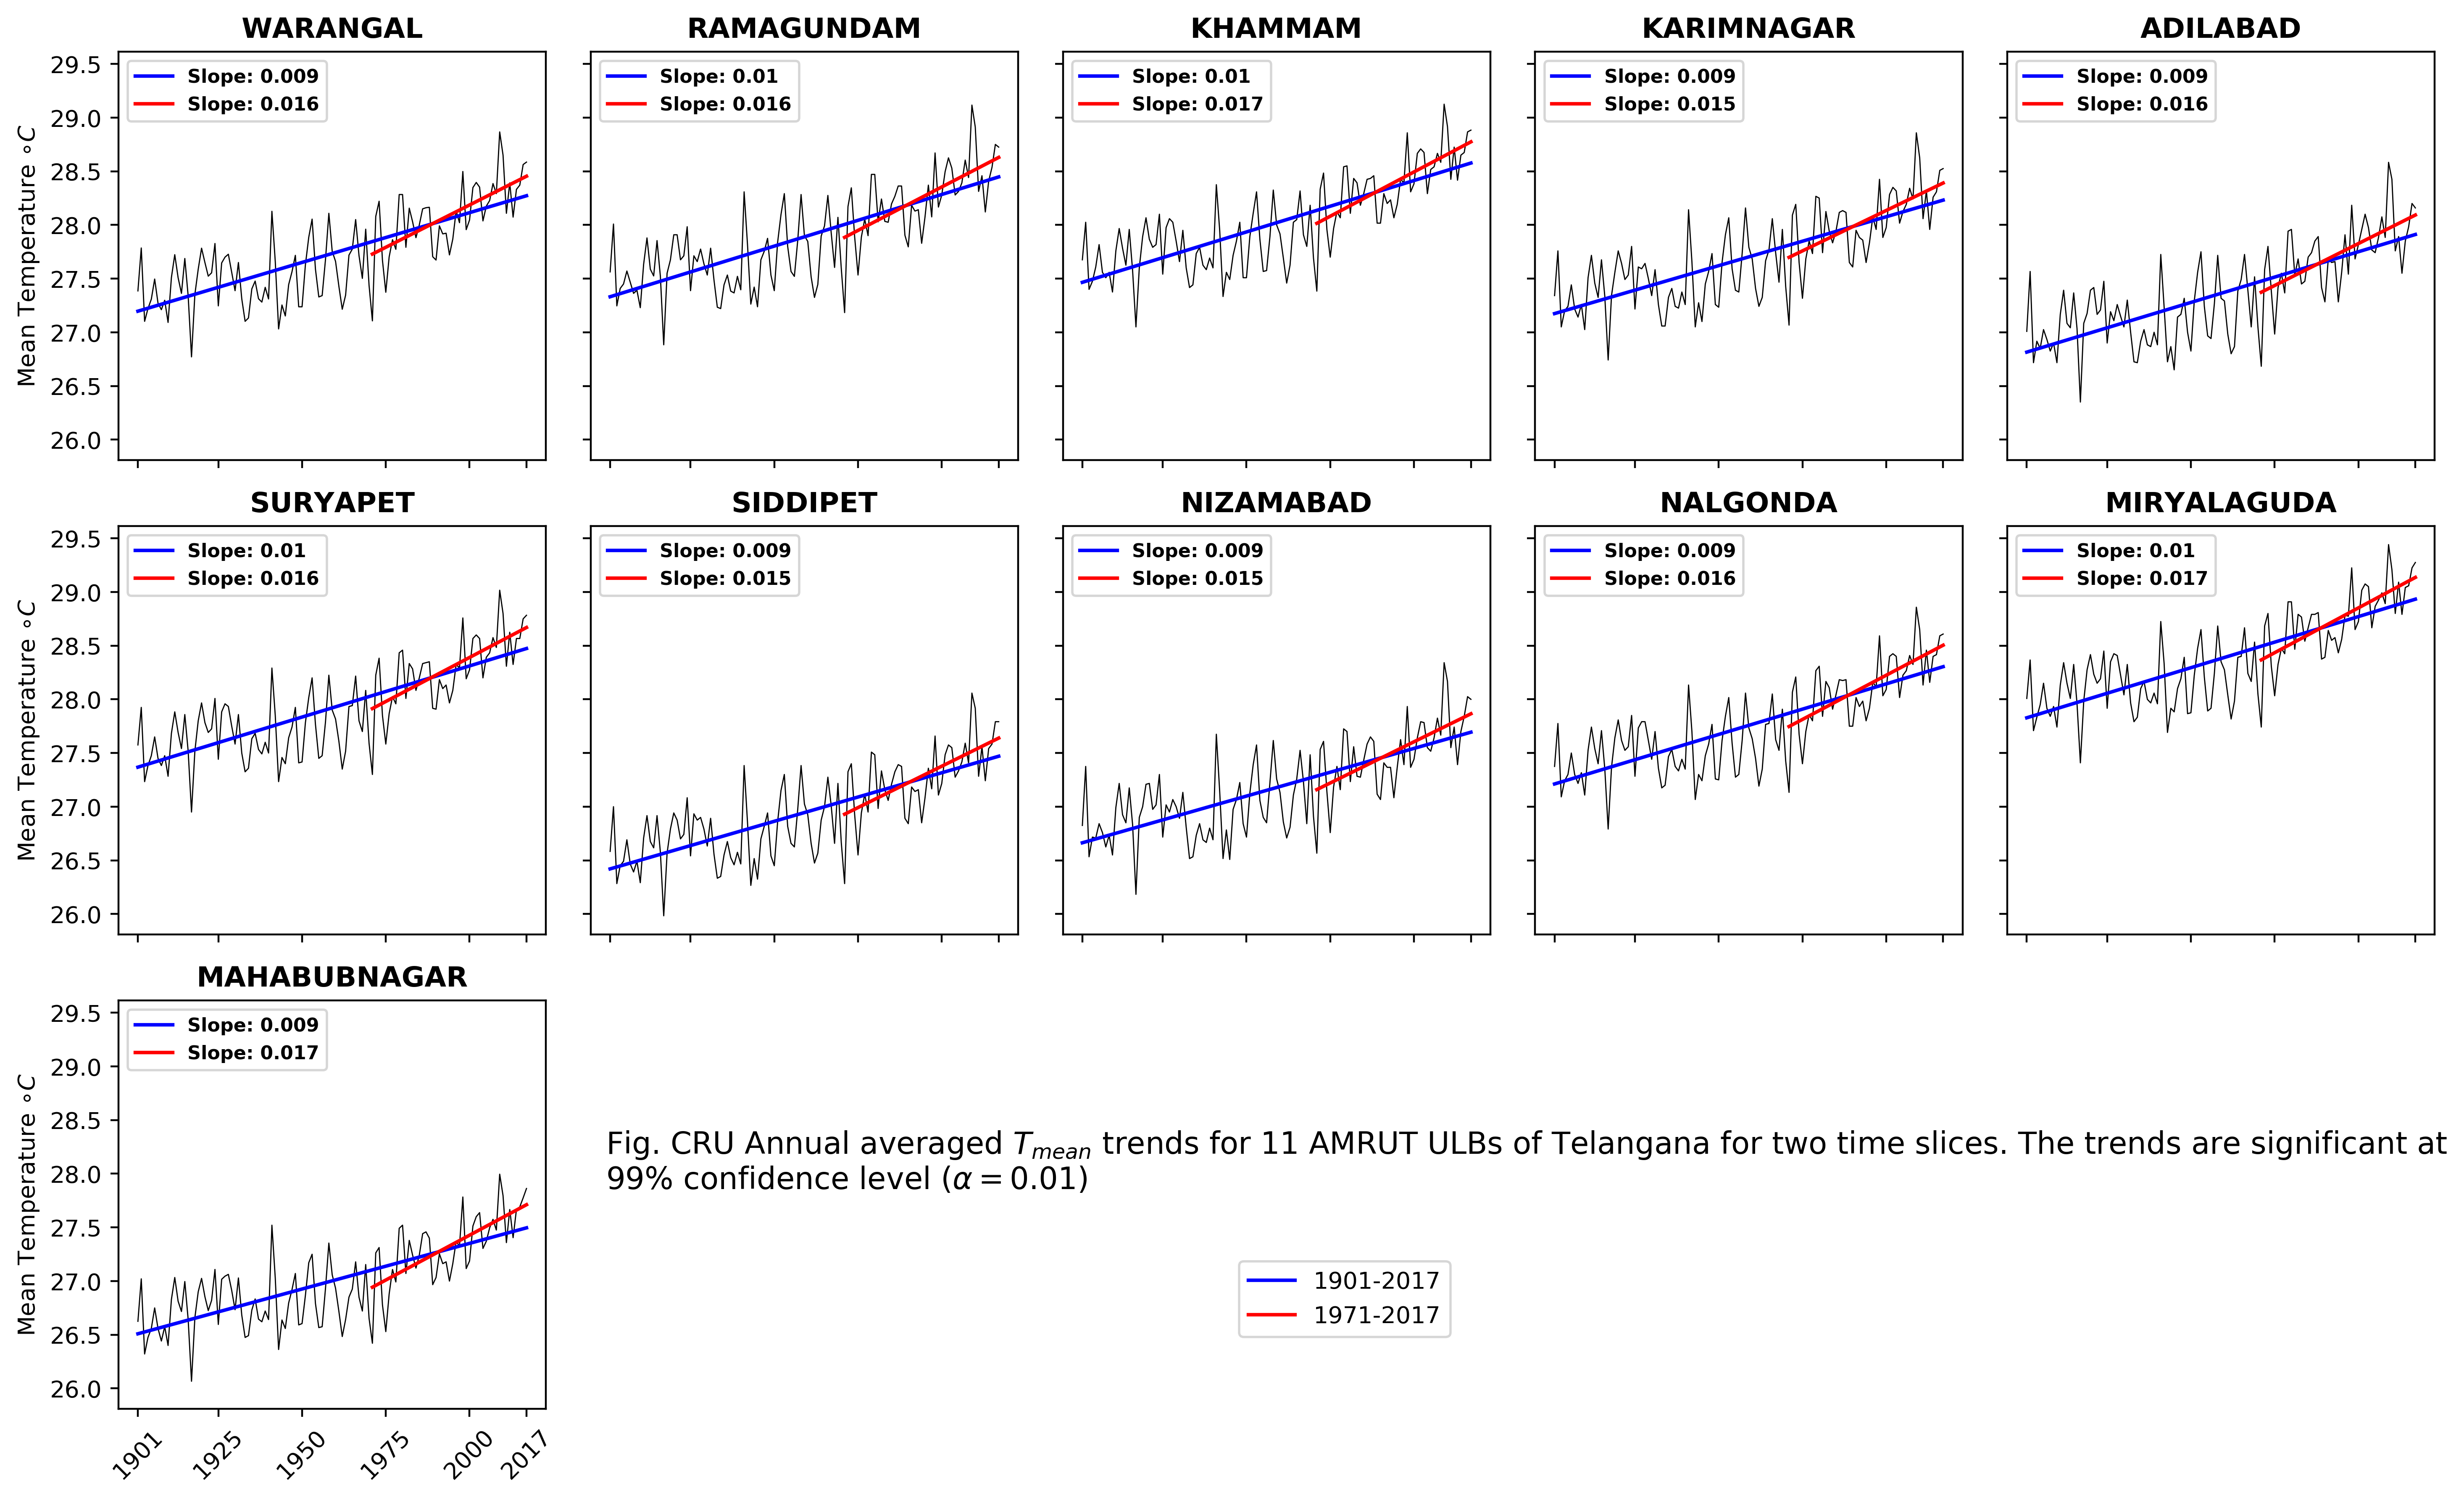 WARANGAL
RAMAGUNDAM
KHAMMAM
KARIMNAGAR
ADILABAD
29.5
29.0
28.5
28.0
27.5
27.0
26.5
26.0
Mean Temperature ∘C
Slope: 0.009
Slope: 0.016
Slope: 0.01
Slope: 0.016
Slope: 0.01
Slope: 0.017
Slope: 0.009
Slope: 0.015
Slope: 0.009
Slope: 0.016
SURYAPET
SIDDIPET
NIZAMABAD
NALGONDA
MIRYALAGUDA
29.5
29.0
28.5
28.0
27.5
27.0
26.5
26.0
Mean Temperature ∘C
Slope: 0.01
Slope: 0.016
Slope: 0.009
Slope: 0.015
Slope: 0.009
Slope: 0.015
Slope: 0.009
Slope: 0.016
Slope: 0.01
Slope: 0.017
MAHABUBNAGAR
29.5
29.0
28.5
28.0
27.5
27.0
26.5
26.0
Mean Temperature ∘C
Slope: 0.009
Slope: 0.017
1901
1925
1950
1975
2000
2017
Fig. CRU Annual averaged Tmean trends for 11 AMRUT ULBs of Telangana for two time slices. The trends are significant at
99% confidence level (α = 0.01)
1901-2017
1971-2017